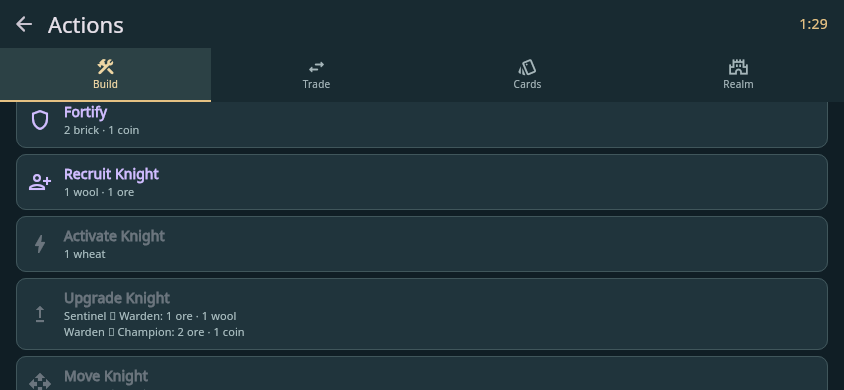 Actions
1:29
Build
Trade
Cards
Realm
Fortify
2 brick · 1 coin
Recruit Knight
1 wool · 1 ore
Activate Knight
1 wheat
Upgrade Knight
Sentinel ▯ Warden: 1 ore · 1 wool
Warden ▯ Champion: 2 ore · 1 coin
Move Knight